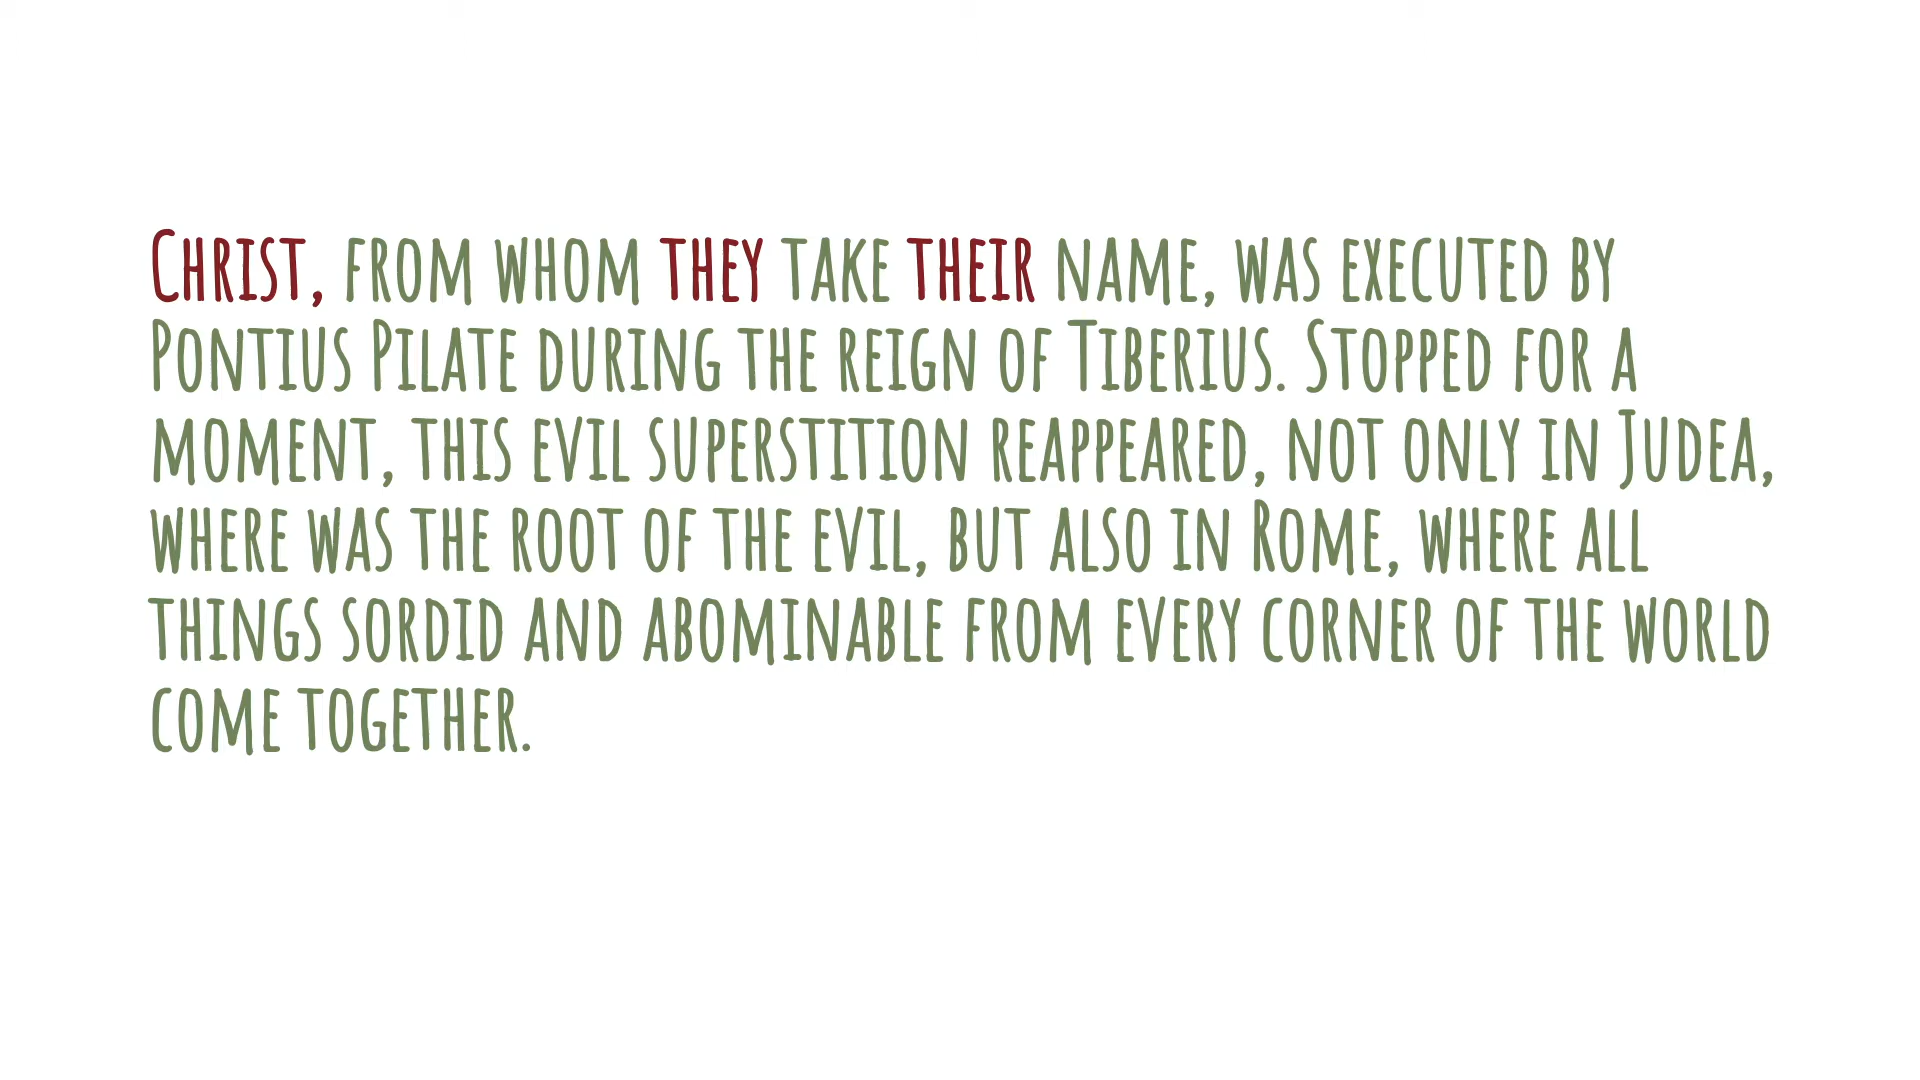 Christ, from whom they take their name, was executed by
Pontius Pilate during the reign of Tiberius. Stopped for a
moment, this evil superstition reappeared, not only in Judea,
where was the root of the evil, but also in Rome, where all
things sordid and abominable from every corner of the world
come together.